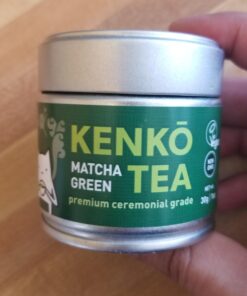 KENKŌ
MATCHA
GREEN
TEA
premium ceremonial grade
30g